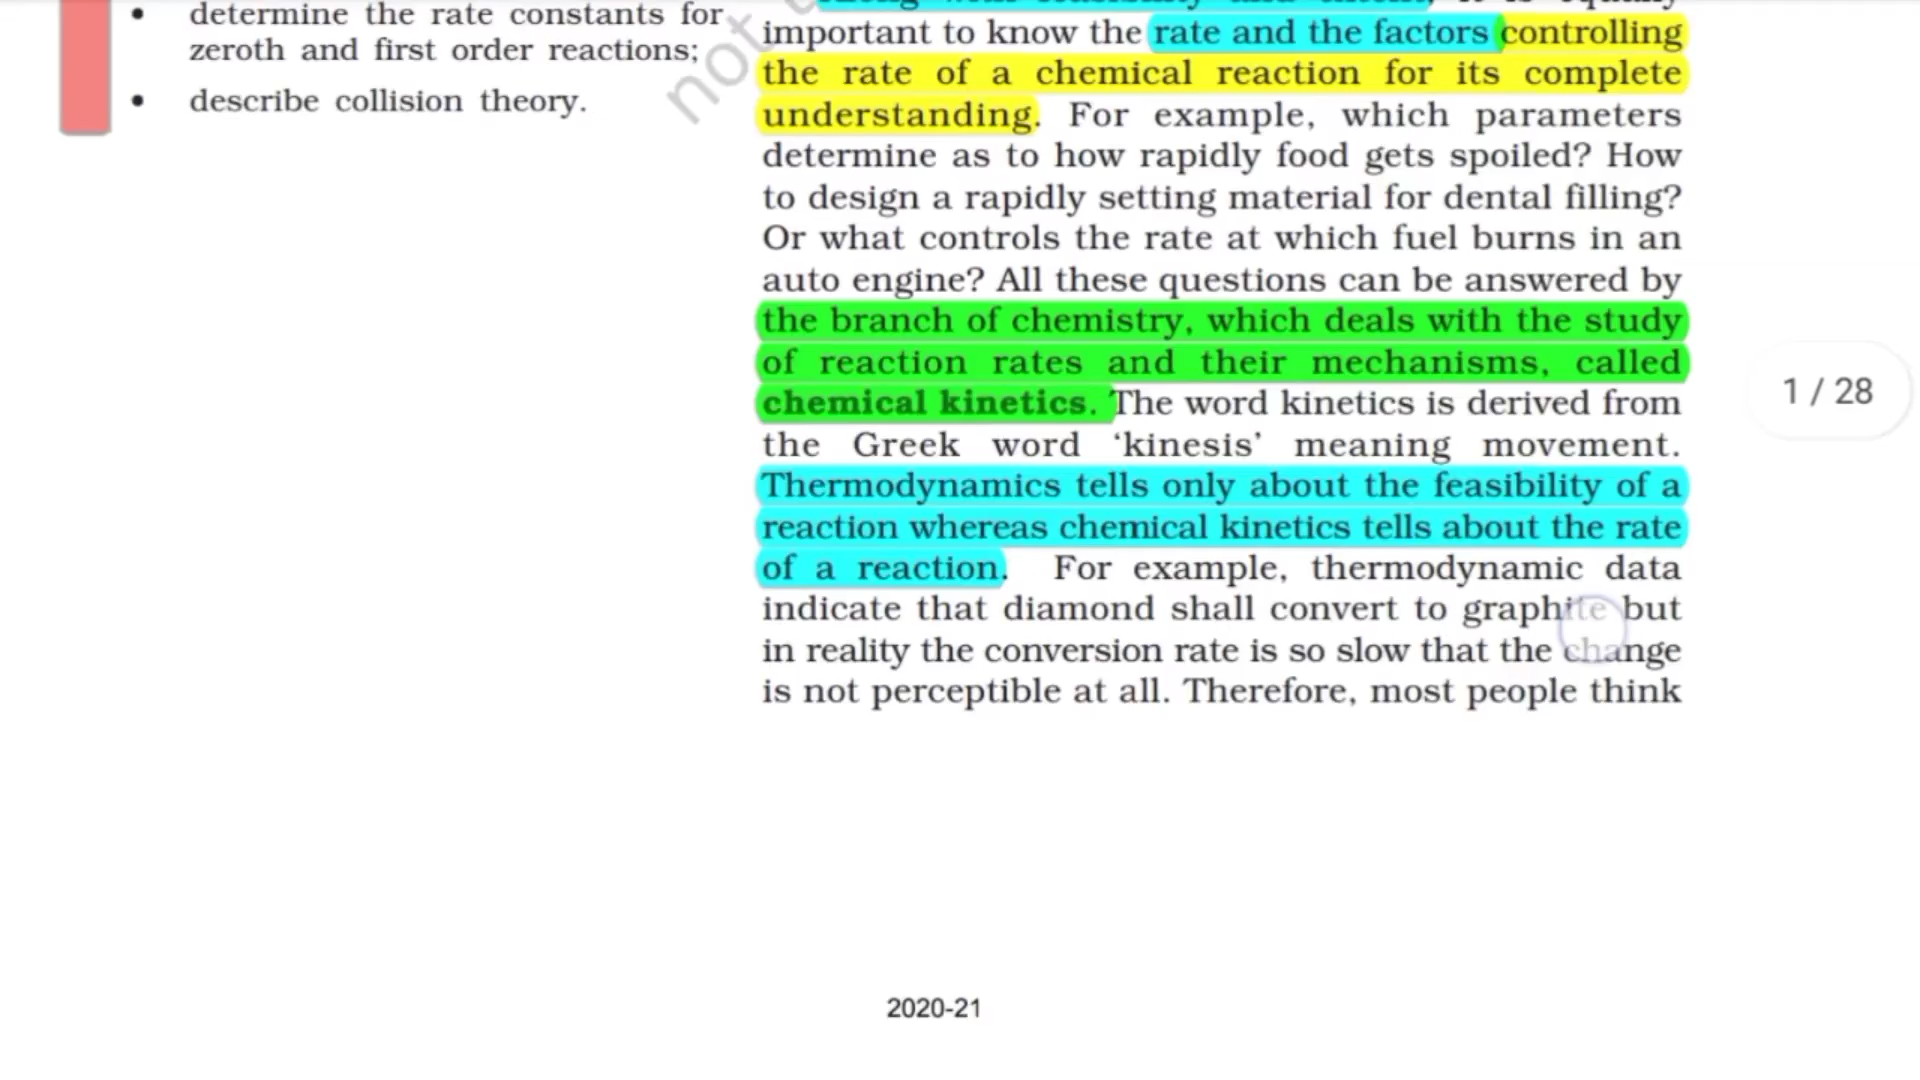 determine the rate constants for
zeroth and first order reactions;
describe collision theory.
not
important to know the rate and the factors controlling
the rate of a chemical reaction for its complete
understanding. For example, which parameters
determine as to how rapidly food gets spoiled? How
to design a rapidly setting material for dental filling?
Or what controls the rate at which fuel burns in an
auto engine? All these questions can be answered by
the branch of chemistry, which deals with the study
of reaction rates and their mechanisms, called
chemical kinetics. The word kinetics is derived from
the Greek word ‘kinesis’ meaning movement.
Thermodynamics tells only about the feasibility of a
reaction whereas chemical kinetics tells about the rate
of a reaction. For example, thermodynamic data
indicate that diamond shall convert to graphite but
in reality the conversion rate is so slow that the change
is not perceptible at all. Therefore, most people think
1 / 28
2020-21